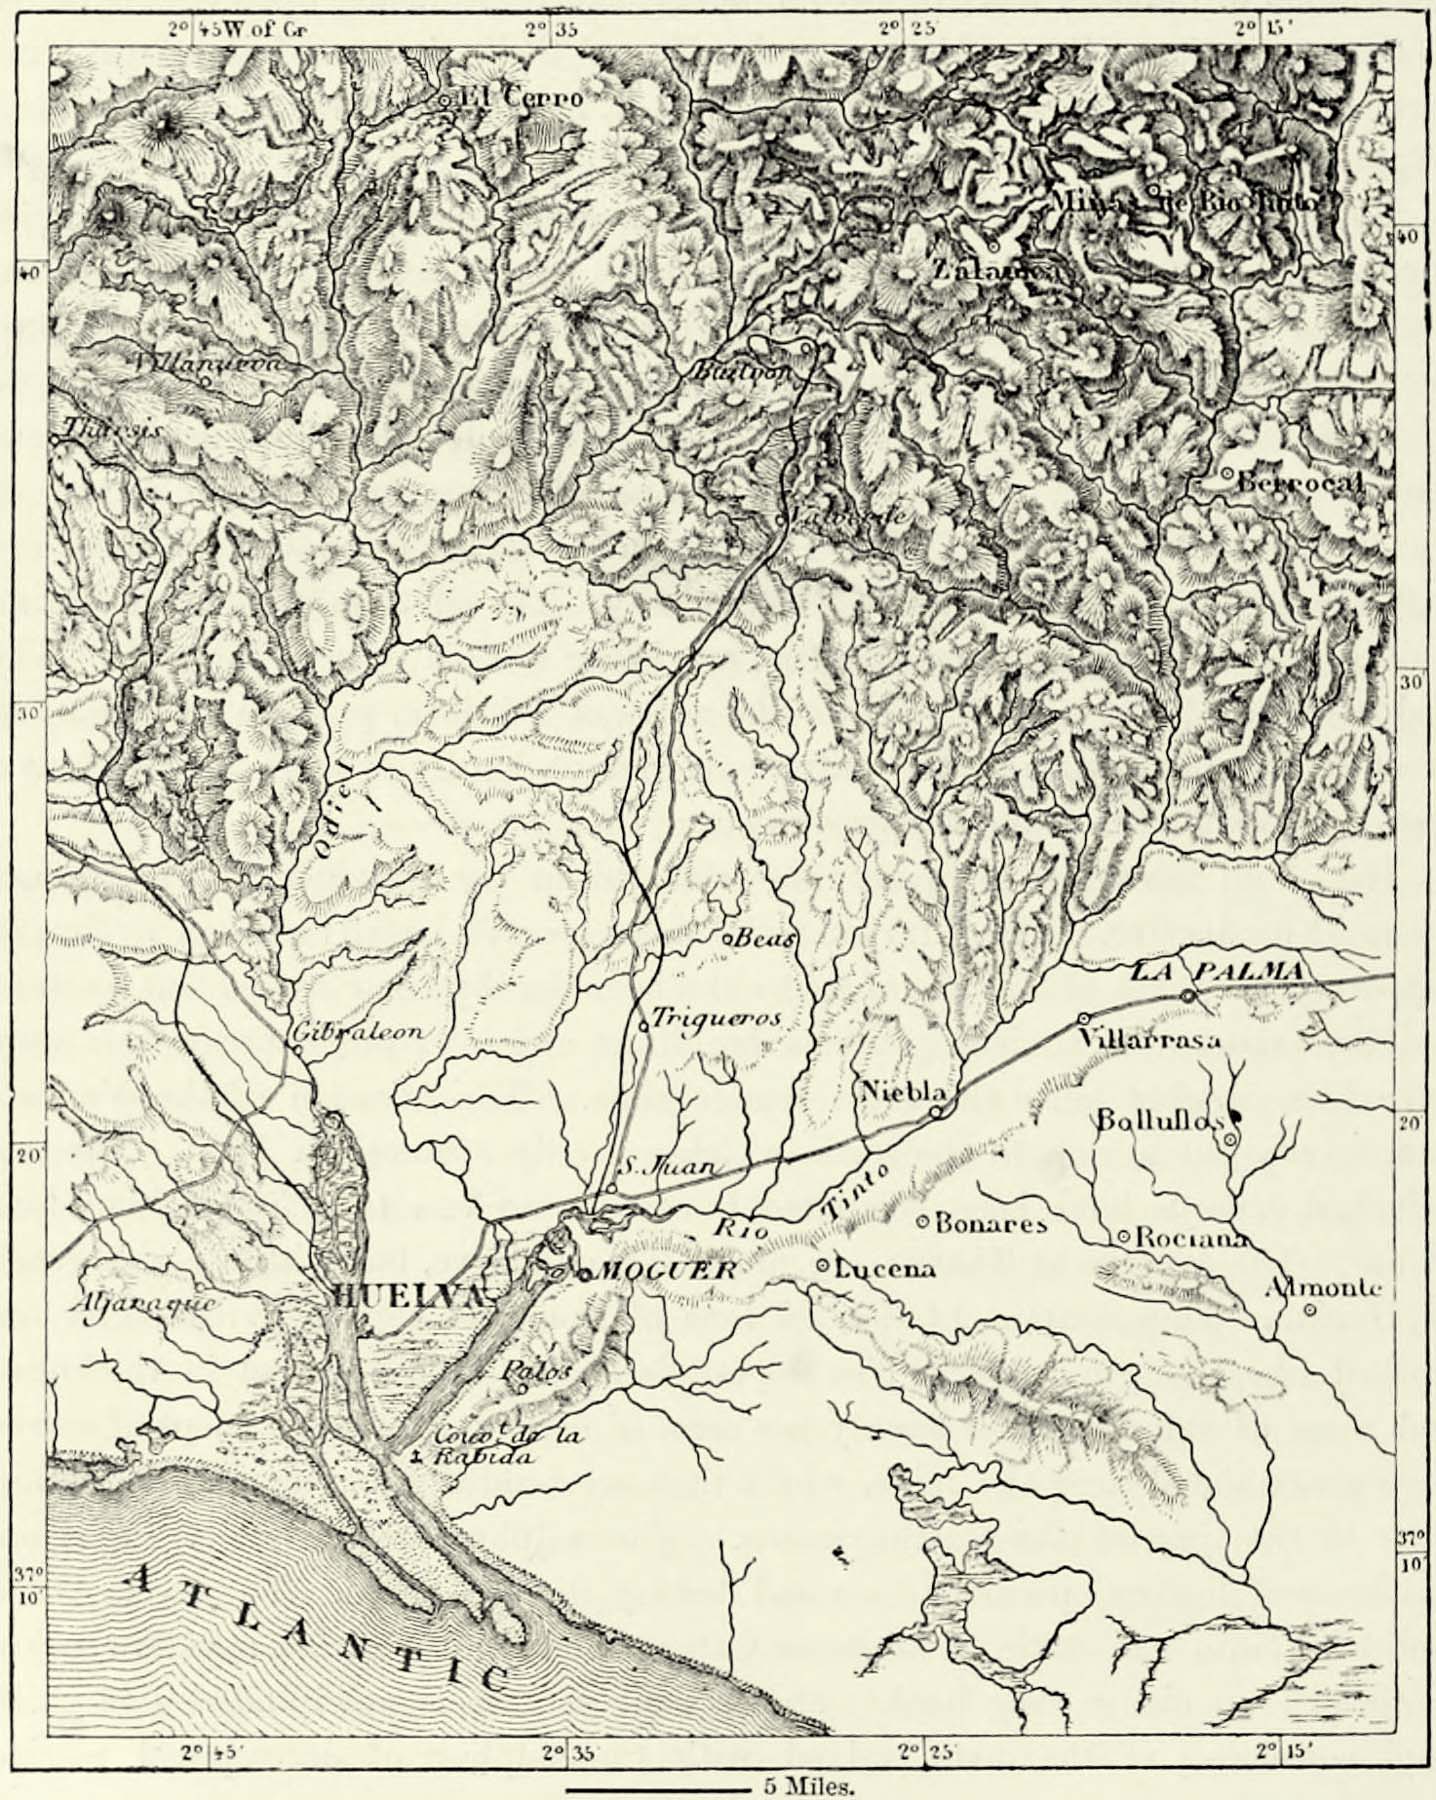 2° 45 W of Gr
2° 35
2° 25'
2° 15'
El Cerro
Minas de Rio Tinto
40
40
Zalamea
Villanueva
Buitron
Tharsis
Berrocal
Valverde
30'
30
Odiel
Beas
LA PALMA
Trigueros
Gibraleon
Villarrasa
Niebla
Bollullos
20'
20'
S. Juan
Rio Tinto
Bonares
Rociana
MOGUER
Lucena
HUELVA
Aljaraque
Almonte
Palos
Convt. de la
Rabida
37°
10'
37°
10'
ATLANTIC
2° 45'
2° 35'
2° 25'
2° 15'
5 Miles.